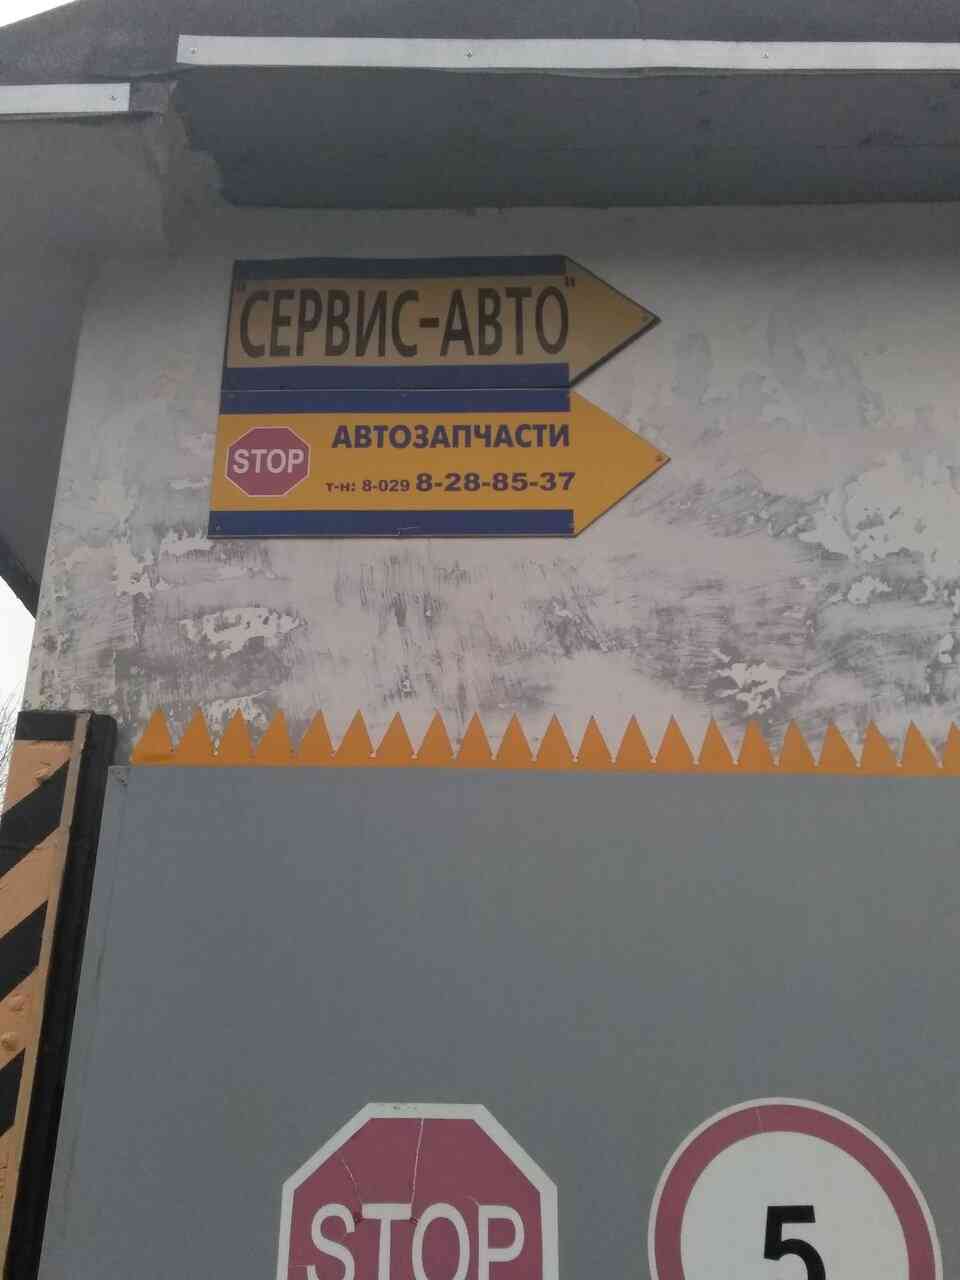 "СЕРВИС-АВТО"
АВТОЗАПЧАСТИ
STOP
т-н: 8-029 8-28-85-37
STOP
5